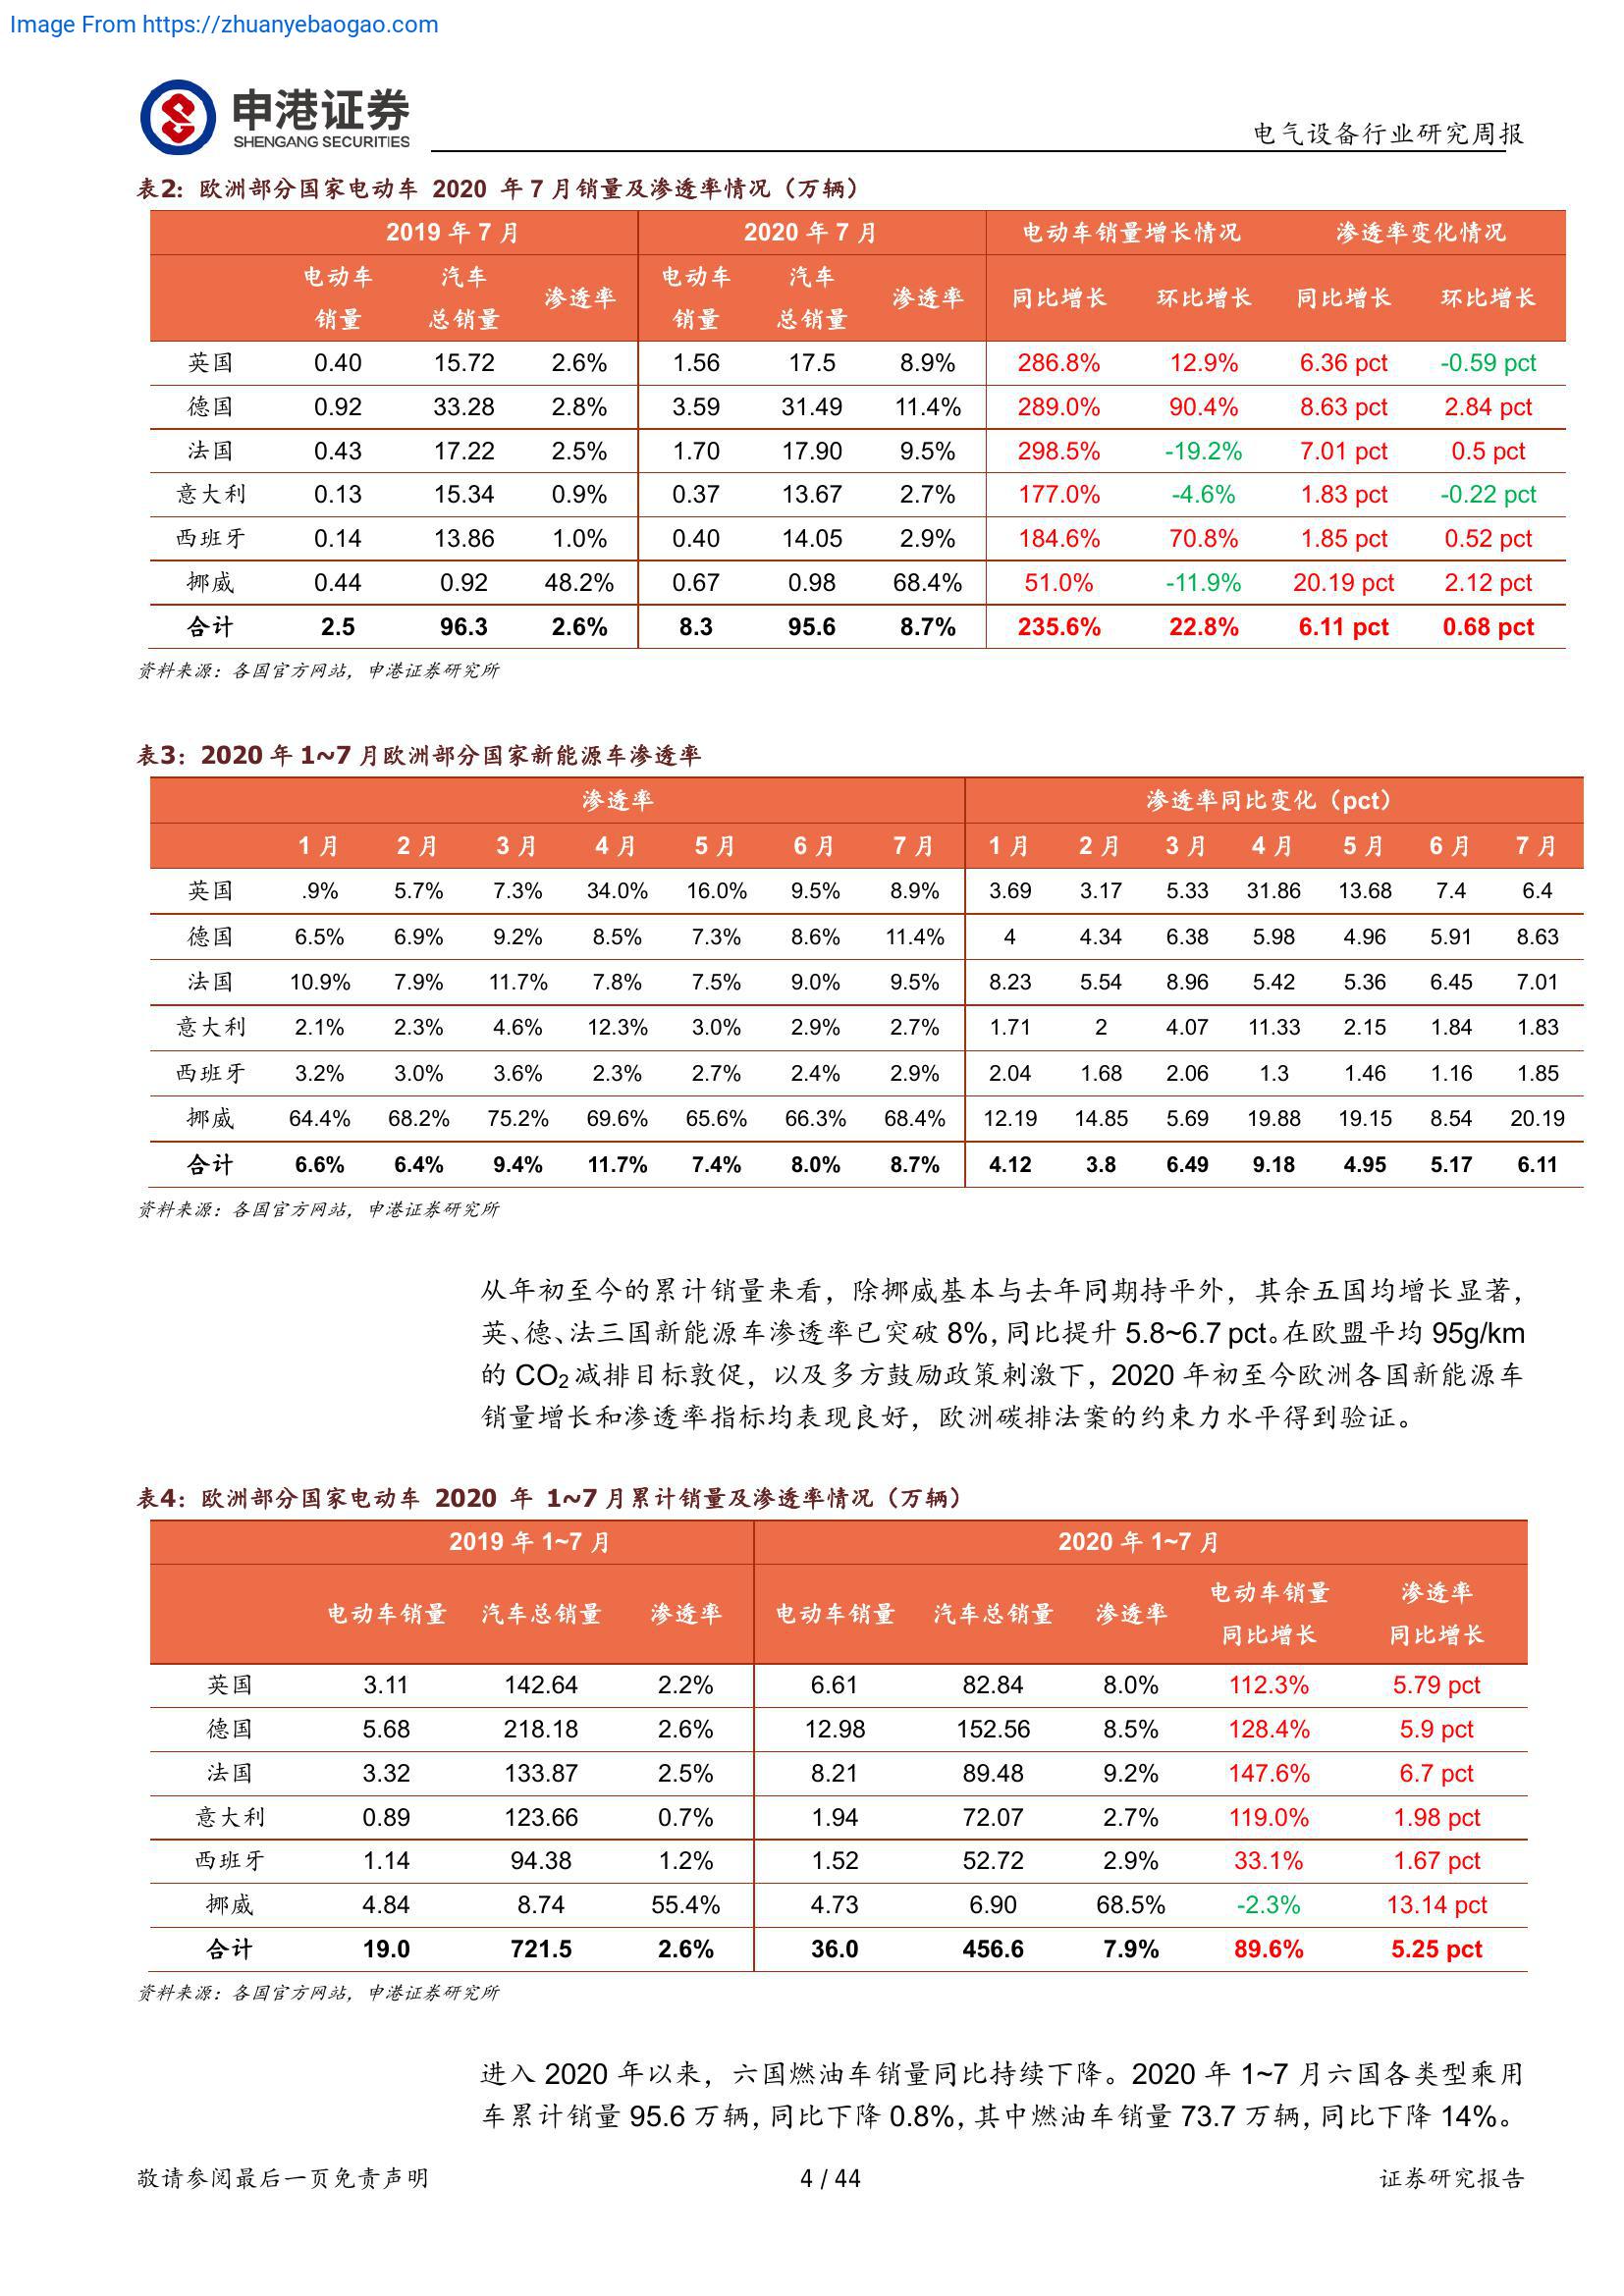 Image From https://zhuanyebaogao.com
申港证券
SHENGANG SECURITIES
电气设备行业研究周报
表2：欧洲部分国家电动车 2020 年 7 月销量及渗透率情况（万辆）
2019 年 7 月 2020 年 7 月 电动车销量增长情况 渗透率变化情况
电动车 汽车 电动车 汽车
渗透率 渗透率 同比增长 环比增长 同比增长 环比增长
销量 总销量 销量 总销量
英国 0.40 15.72 2.6% 1.56 17.5 8.9% 286.8% 12.9% 6.36 pct -0.59 pct
德国 0.92 33.28 2.8% 3.59 31.49 11.4% 289.0% 90.4% 8.63 pct 2.84 pct
法国 0.43 17.22 2.5% 1.70 17.90 9.5% 298.5% -19.2% 7.01 pct 0.5 pct
意大利 0.13 15.34 0.9% 0.37 13.67 2.7% 177.0% -4.6% 1.83 pct -0.22 pct
西班牙 0.14 13.86 1.0% 0.40 14.05 2.9% 184.6% 70.8% 1.85 pct 0.52 pct
挪威 0.44 0.92 48.2% 0.67 0.98 68.4% 51.0% -11.9% 20.19 pct 2.12 pct
合计 2.5 96.3 2.6% 8.3 95.6 8.7% 235.6% 22.8% 6.11 pct 0.68 pct
资料来源：各国官方网站，申港证券研究所
表3：2020 年 1~7 月欧洲部分国家新能源车渗透率
渗透率 渗透率同比变化（pct）
1 月 2 月 3 月 4 月 5 月 6 月 7 月 1 月 2 月 3 月 4 月 5 月 6 月 7 月
英国 .9% 5.7% 7.3% 34.0% 16.0% 9.5% 8.9% 3.69 3.17 5.33 31.86 13.68 7.4 6.4
德国 6.5% 6.9% 9.2% 8.5% 7.3% 8.6% 11.4% 4 4.34 6.38 5.98 4.96 5.91 8.63
法国 10.9% 7.9% 11.7% 7.8% 7.5% 9.0% 9.5% 8.23 5.54 8.96 5.42 5.36 6.45 7.01
意大利 2.1% 2.3% 4.6% 12.3% 3.0% 2.9% 2.7% 1.71 2 4.07 11.33 2.15 1.84 1.83
西班牙 3.2% 3.0% 3.6% 2.3% 2.7% 2.4% 2.9% 2.04 1.68 2.06 1.3 1.46 1.16 1.85
挪威 64.4% 68.2% 75.2% 69.6% 65.6% 66.3% 68.4% 12.19 14.85 5.69 19.88 19.15 8.54 20.19
合计 6.6% 6.4% 9.4% 11.7% 7.4% 8.0% 8.7% 4.12 3.8 6.49 9.18 4.95 5.17 6.11
资料来源：各国官方网站，申港证券研究所
从年初至今的累计销量来看，除挪威基本与去年同期持平外，其余五国均增长显著，
英、德、法三国新能源车渗透率已突破 8%，同比提升 5.8~6.7 pct。在欧盟平均 95g/km
的 CO₂ 减排目标敦促，以及多方鼓励政策刺激下，2020 年初至今欧洲各国新能源车
销量增长和渗透率指标均表现良好，欧洲碳排法案的约束力水平得到验证。
表4：欧洲部分国家电动车 2020 年 1~7 月累计销量及渗透率情况（万辆）
2019 年 1~7 月 2020 年 1~7 月
电动车销量 渗透率
电动车销量 汽车总销量 渗透率 电动车销量 汽车总销量 渗透率
同比增长 同比增长
英国 3.11 142.64 2.2% 6.61 82.84 8.0% 112.3% 5.79 pct
德国 5.68 218.18 2.6% 12.98 152.56 8.5% 128.4% 5.9 pct
法国 3.32 133.87 2.5% 8.21 89.48 9.2% 147.6% 6.7 pct
意大利 0.89 123.66 0.7% 1.94 72.07 2.7% 119.0% 1.98 pct
西班牙 1.14 94.38 1.2% 1.52 52.72 2.9% 33.1% 1.67 pct
挪威 4.84 8.74 55.4% 4.73 6.90 68.5% -2.3% 13.14 pct
合计 19.0 721.5 2.6% 36.0 456.6 7.9% 89.6% 5.25 pct
资料来源：各国官方网站，申港证券研究所
进入 2020 年以来，六国燃油车销量同比持续下降。2020 年 1~7 月六国各类型乘用
车累计销量 95.6 万辆，同比下降 0.8%，其中燃油车销量 73.7 万辆，同比下降 14%。
敬请参阅最后一页免责声明 4 / 44 证券研究报告